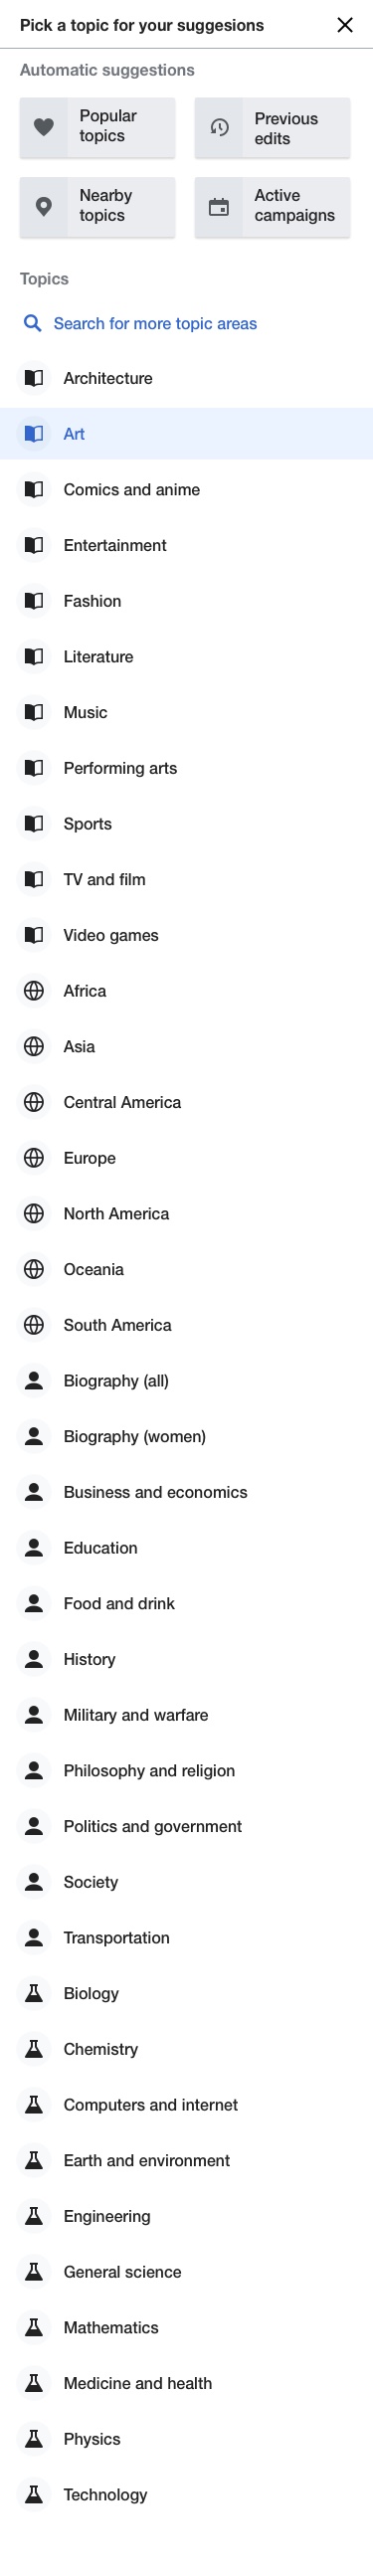 Pick a topic for your suggesions
Automatic suggestions
Popular
topics
Previous
edits
Nearby
topics
Active
campaigns
Topics
Search for more topic areas
Architecture
Art
Comics and anime
Entertainment
Fashion
Literature
Music
Performing arts
Sports
TV and film
Video games
Africa
Asia
Central America
Europe
North America
Oceania
South America
Biography (all)
Biography (women)
Business and economics
Education
Food and drink
History
Military and warfare
Philosophy and religion
Politics and government
Society
Transportation
Biology
Chemistry
Computers and internet
Earth and environment
Engineering
General science
Mathematics
Medicine and health
Physics
Technology